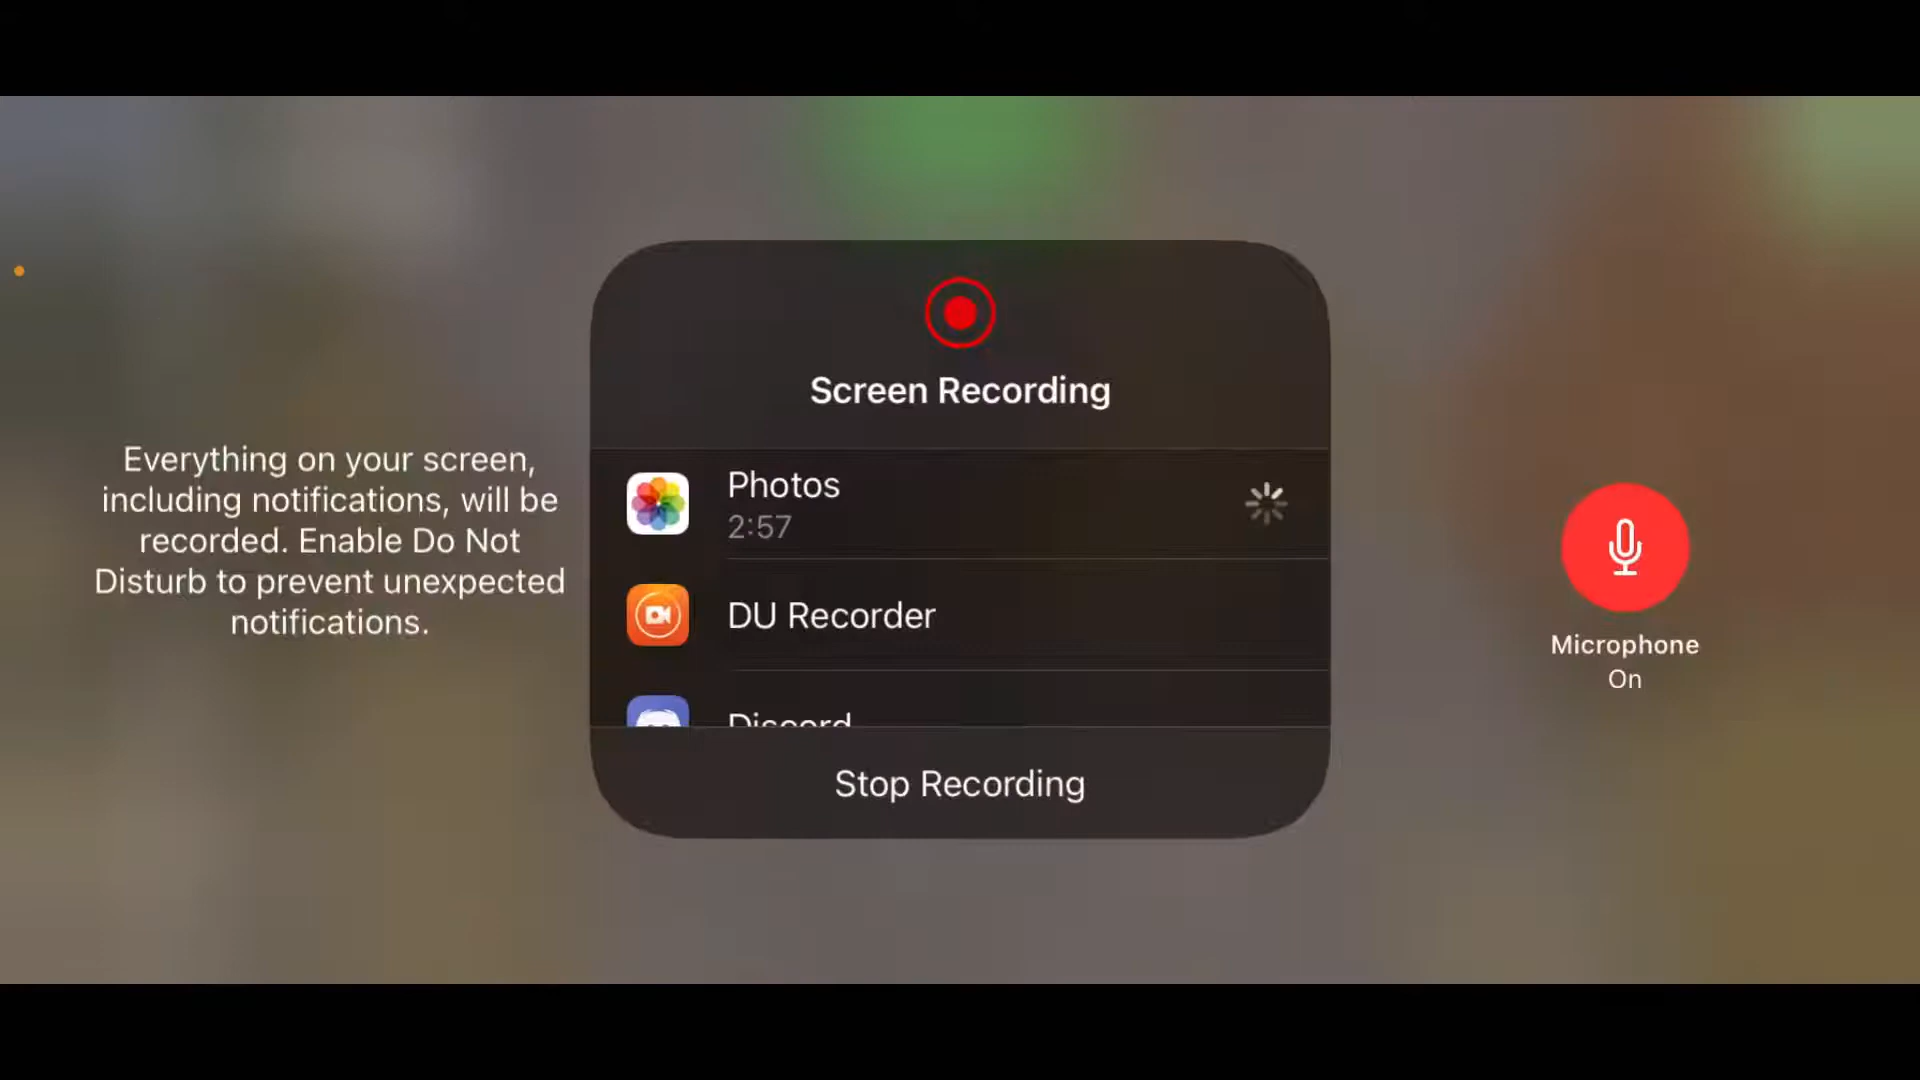 Everything on your screen,
including notifications, will be
recorded. Enable Do Not
Disturb to prevent unexpected
notifications.
Screen Recording
Photos
2:57
DU Recorder
Discord
Stop Recording
Microphone
On